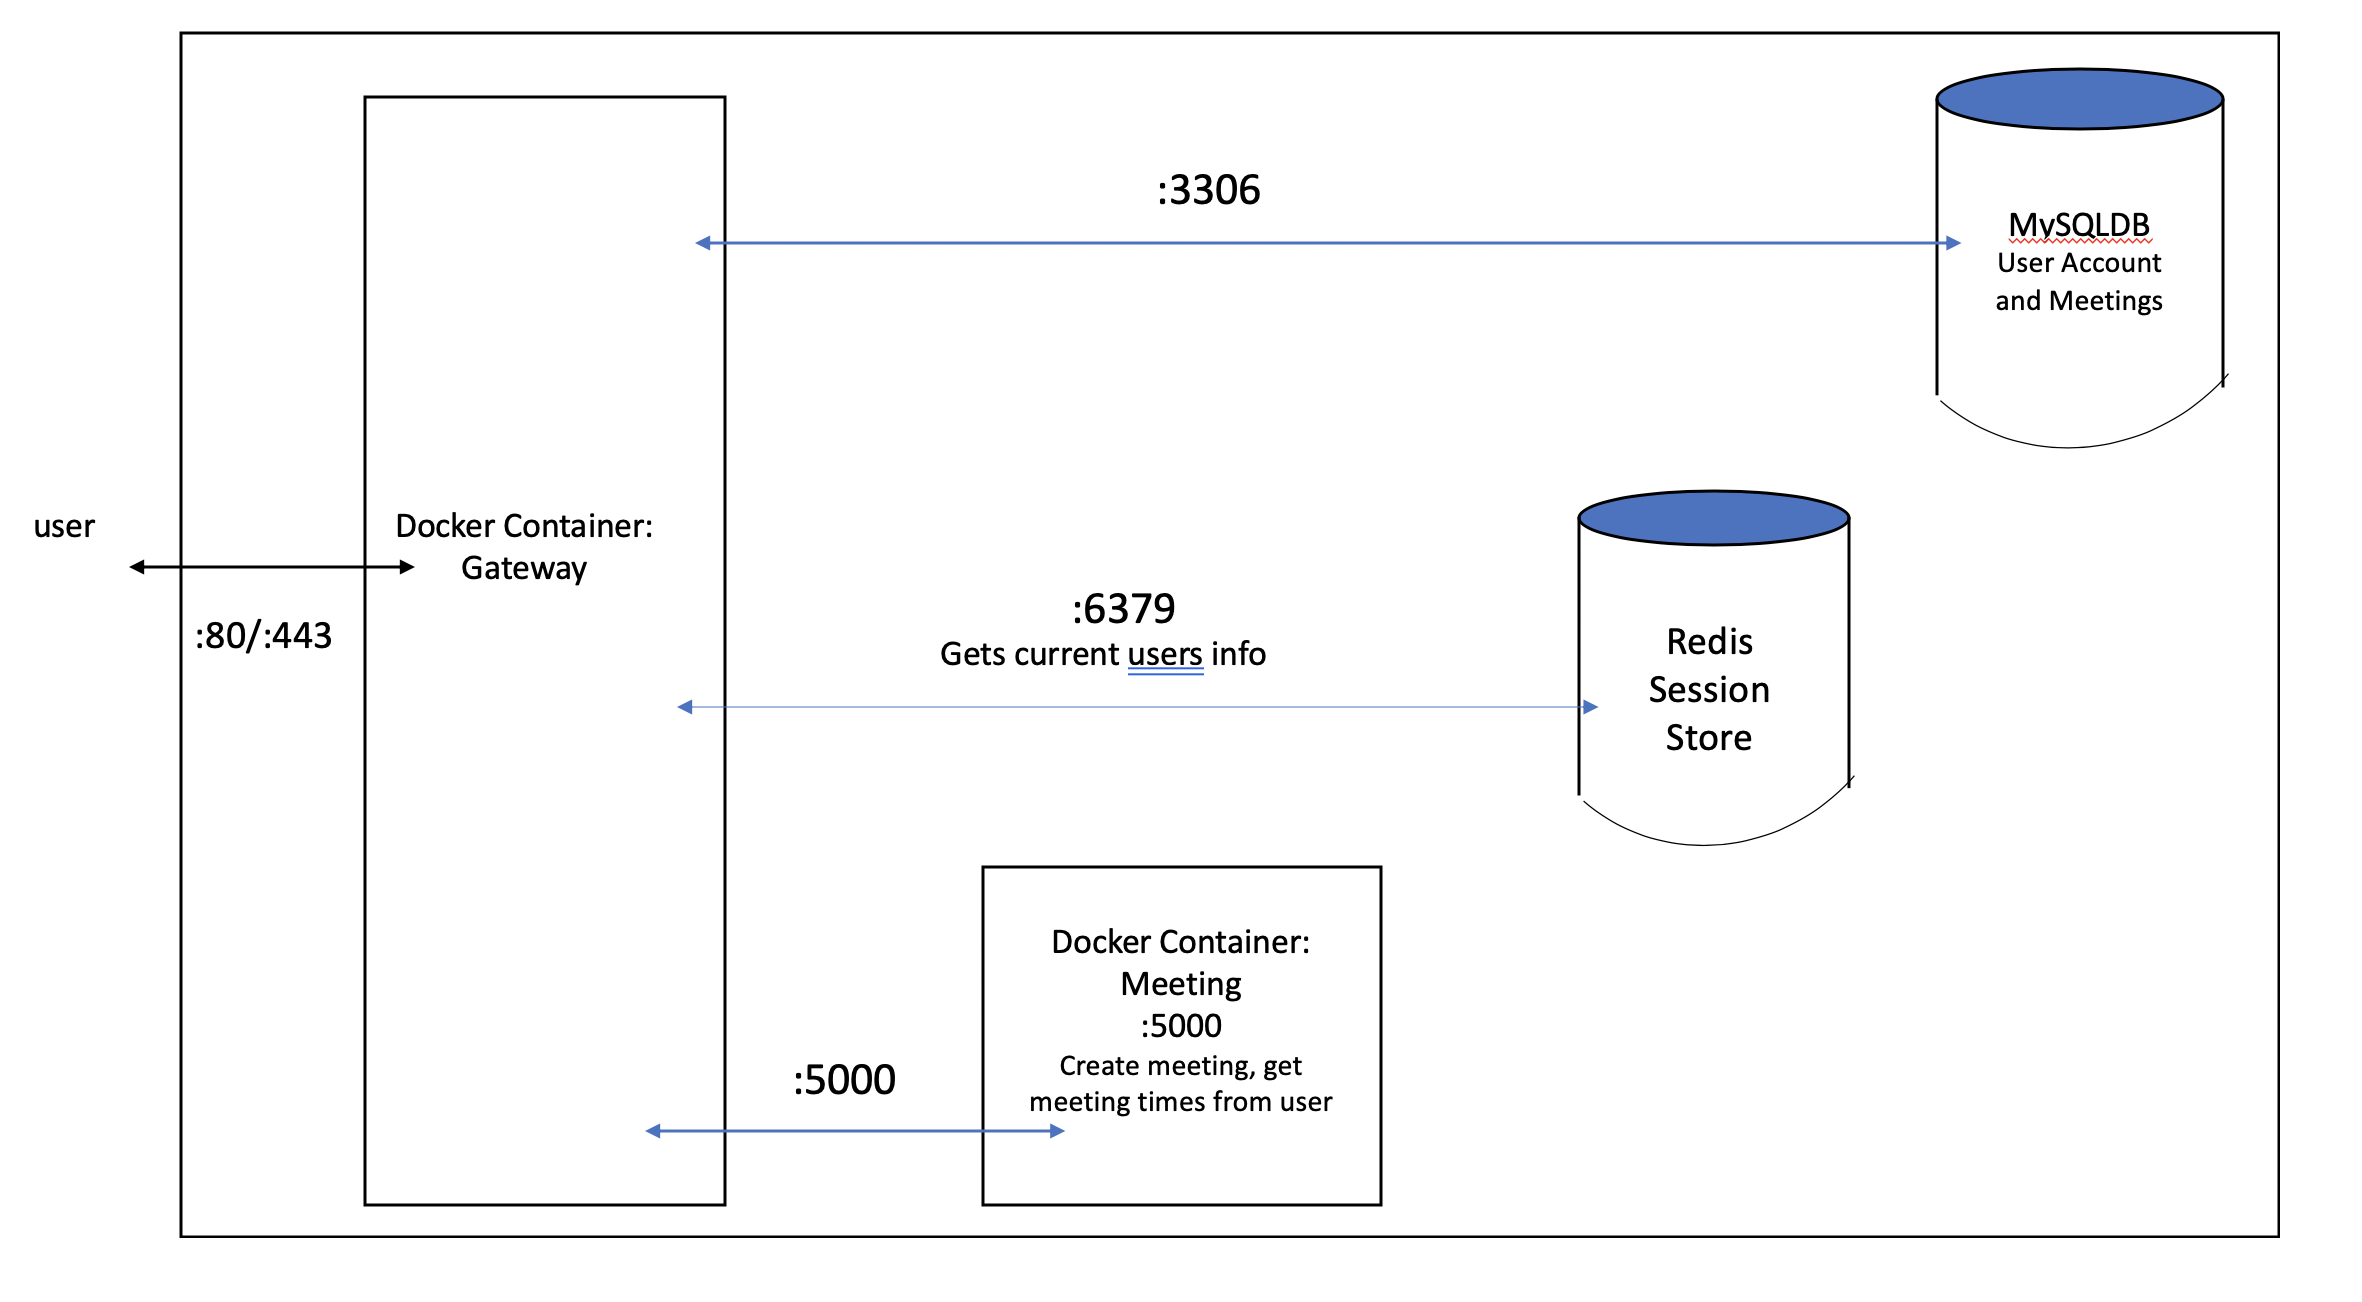 :3306
MySQLDB
User Account
and Meetings
user
Docker Container:
Gateway
:80/:443
:6379
Gets current users info
Redis
Session
Store
Docker Container:
Meeting
:5000
Create meeting, get
meeting times from user
:5000